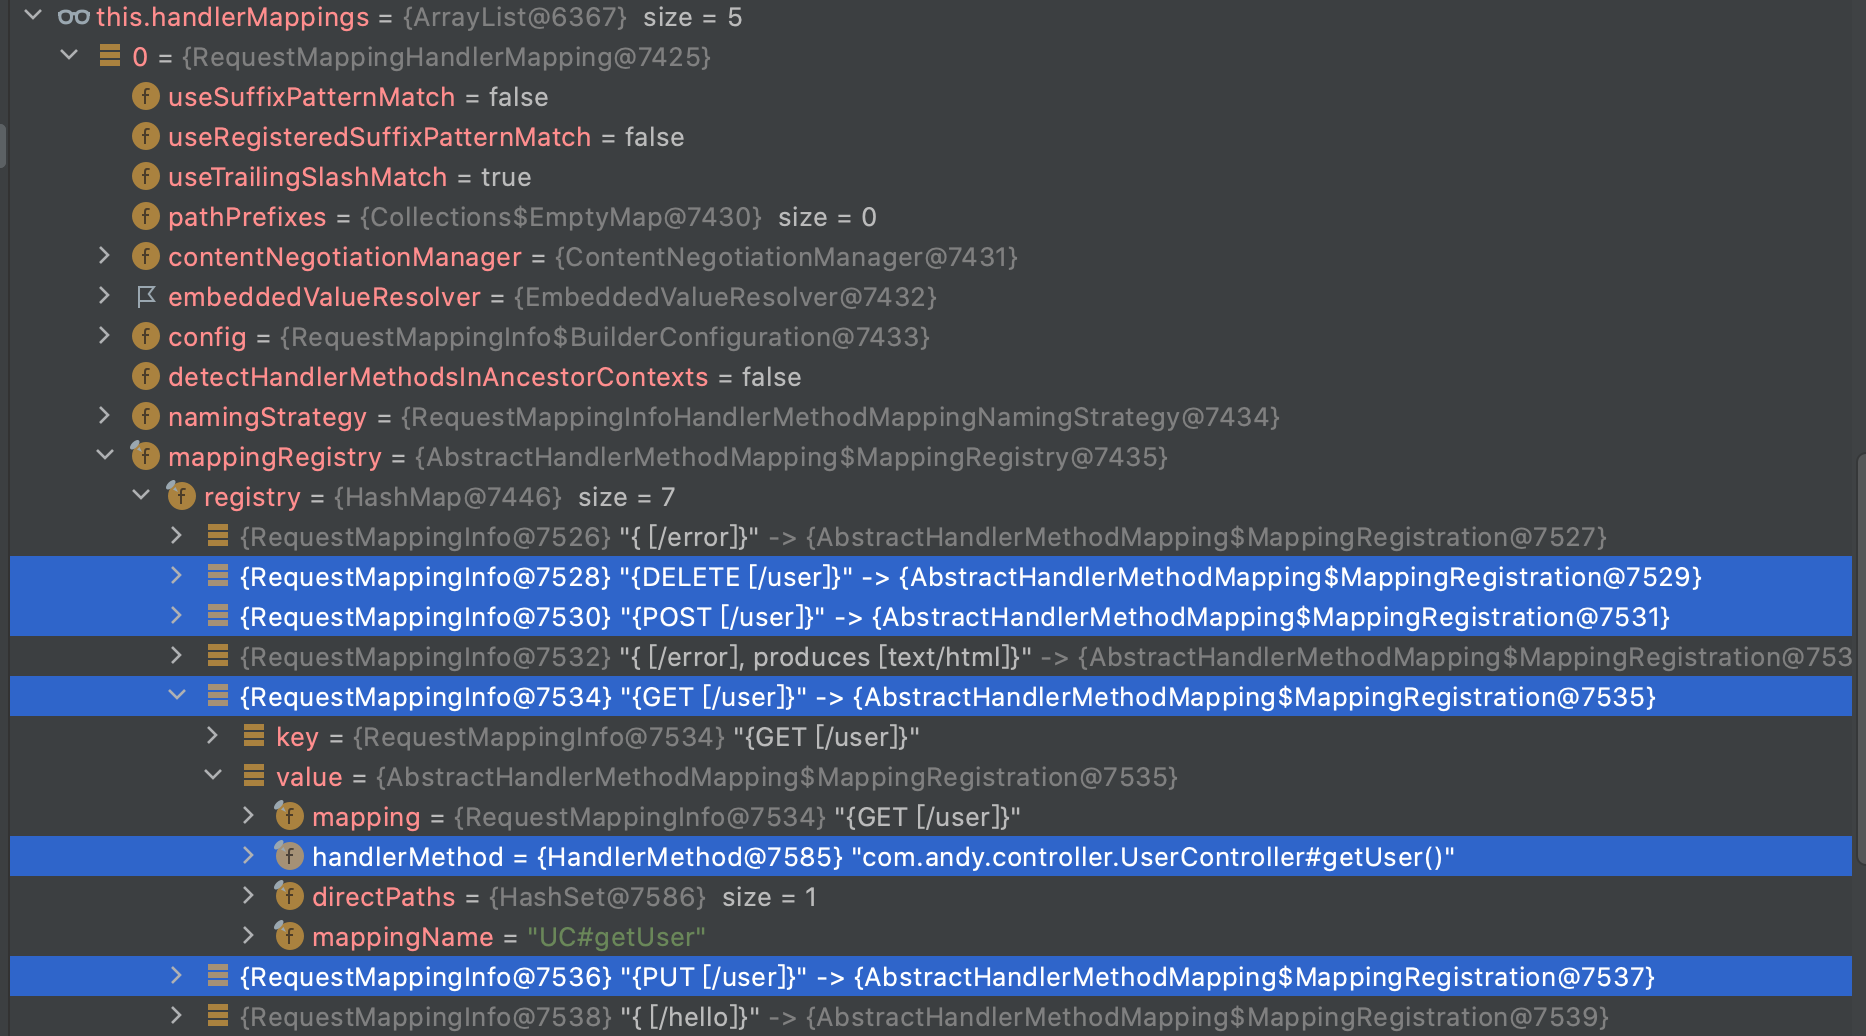 this.handlerMappings = {ArrayList@6367} size = 5
0 = {RequestMappingHandlerMapping@7425}
f useSuffixPatternMatch = false
f useRegisteredSuffixPatternMatch = false
f useTrailingSlashMatch = true
f pathPrefixes = {Collections$EmptyMap@7430} size = 0
f contentNegotiationManager = {ContentNegotiationManager@7431}
embeddedValueResolver = {EmbeddedValueResolver@7432}
f config = {RequestMappingInfo$BuilderConfiguration@7433}
f detectHandlerMethodsInAncestorContexts = false
f namingStrategy = {RequestMappingInfoHandlerMethodMappingNamingStrategy@7434}
f mappingRegistry = {AbstractHandlerMethodMapping$MappingRegistry@7435}
f registry = {HashMap@7446} size = 7
{RequestMappingInfo@7526} "{ [/error]}" -> {AbstractHandlerMethodMapping$MappingRegistration@7527}
{RequestMappingInfo@7528} "{DELETE [/user]}" -> {AbstractHandlerMethodMapping$MappingRegistration@7529}
{RequestMappingInfo@7530} "{POST [/user]}" -> {AbstractHandlerMethodMapping$MappingRegistration@7531}
{RequestMappingInfo@7532} "{ [/error], produces [text/html]}" -> {AbstractHandlerMethodMapping$MappingRegistration@753
{RequestMappingInfo@7534} "{GET [/user]}" -> {AbstractHandlerMethodMapping$MappingRegistration@7535}
key = {RequestMappingInfo@7534} "{GET [/user]}"
value = {AbstractHandlerMethodMapping$MappingRegistration@7535}
f mapping = {RequestMappingInfo@7534} "{GET [/user]}"
f handlerMethod = {HandlerMethod@7585} "com.andy.controller.UserController#getUser()"
f directPaths = {HashSet@7586} size = 1
f mappingName = "UC#getUser"
{RequestMappingInfo@7536} "{PUT [/user]}" -> {AbstractHandlerMethodMapping$MappingRegistration@7537}
{RequestMappingInfo@7538} "{ [/hello]}" -> {AbstractHandlerMethodMapping$MappingRegistration@7539}